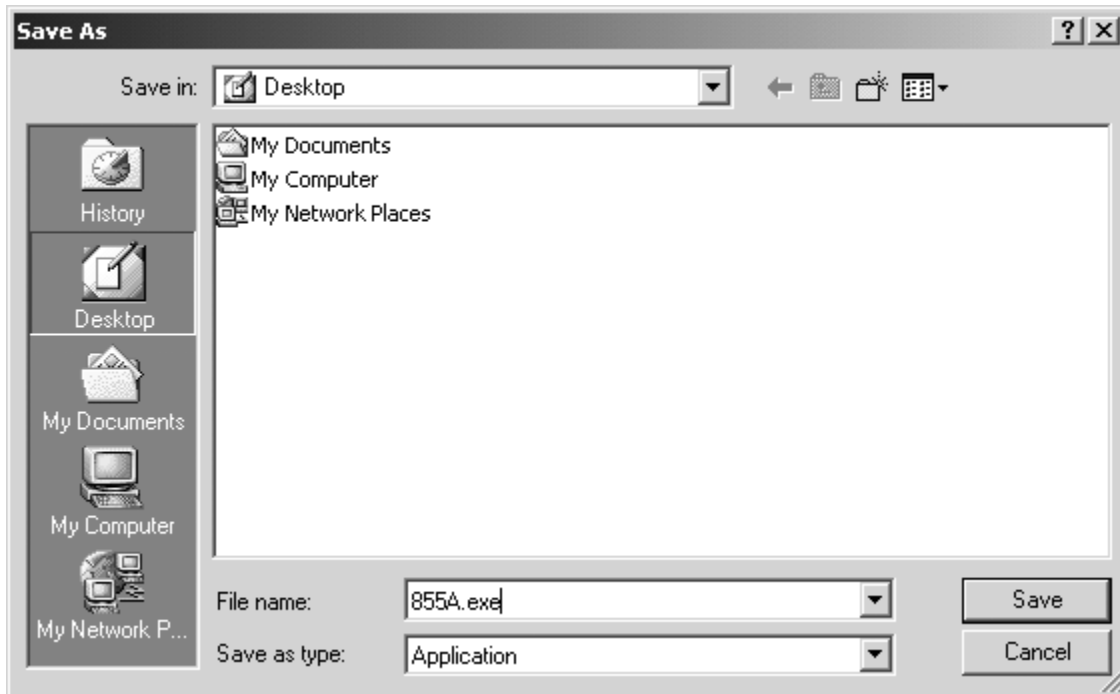 Save As
Save in:
Desktop
History
Desktop
My Documents
My Computer
My Network P...
My Documents
My Computer
My Network Places
File name:
855A.exe
Save
Save as type:
Application
Cancel